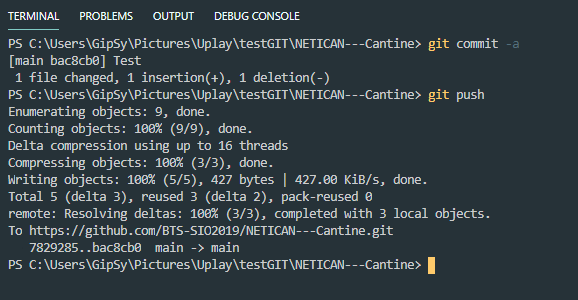 TERMINAL PROBLEMS OUTPUT DEBUG CONSOLE
PS C:\Users\GipSy\Pictures\Uplay\testGIT\NETICAN---Cantine> git commit -a
[main bac8cb0] Test
 1 file changed, 1 insertion(+), 1 deletion(-)
PS C:\Users\GipSy\Pictures\Uplay\testGIT\NETICAN---Cantine> git push
Enumerating objects: 9, done.
Counting objects: 100% (9/9), done.
Delta compression using up to 16 threads
Compressing objects: 100% (3/3), done.
Writing objects: 100% (5/5), 427 bytes | 427.00 KiB/s, done.
Total 5 (delta 3), reused 3 (delta 2), pack-reused 0
remote: Resolving deltas: 100% (3/3), completed with 3 local objects.
To https://github.com/BTS-SIO2019/NETICAN---Cantine.git
   7829285..bac8cb0  main -> main
PS C:\Users\GipSy\Pictures\Uplay\testGIT\NETICAN---Cantine>